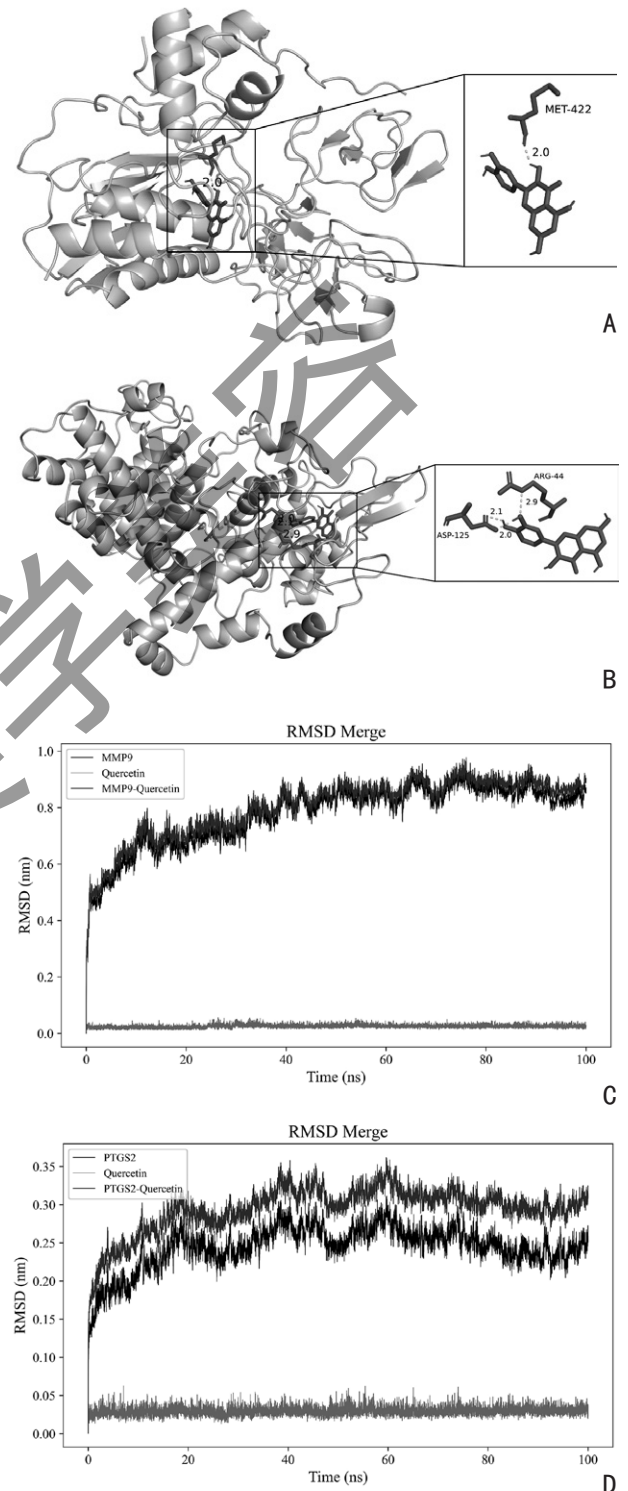 MET-422
2.0
2.0
A
ARG-44
2.9
2.1
2.0
ASP-125
2.9
B
RMSD Merge
MMP9
Quercetin
MMP9-Quercetin
1.0
0.8
0.6
0.4
0.2
0.0
RMSD (nm)
0 20 40 60 80 100
Time (ns)
C
RMSD Merge
PTGS2
Quercetin
PTGS2-Quercetin
0.35
0.30
0.25
0.20
0.15
0.10
0.05
0.00
RMSD (nm)
0 20 40 60 80 100
Time (ns)
D